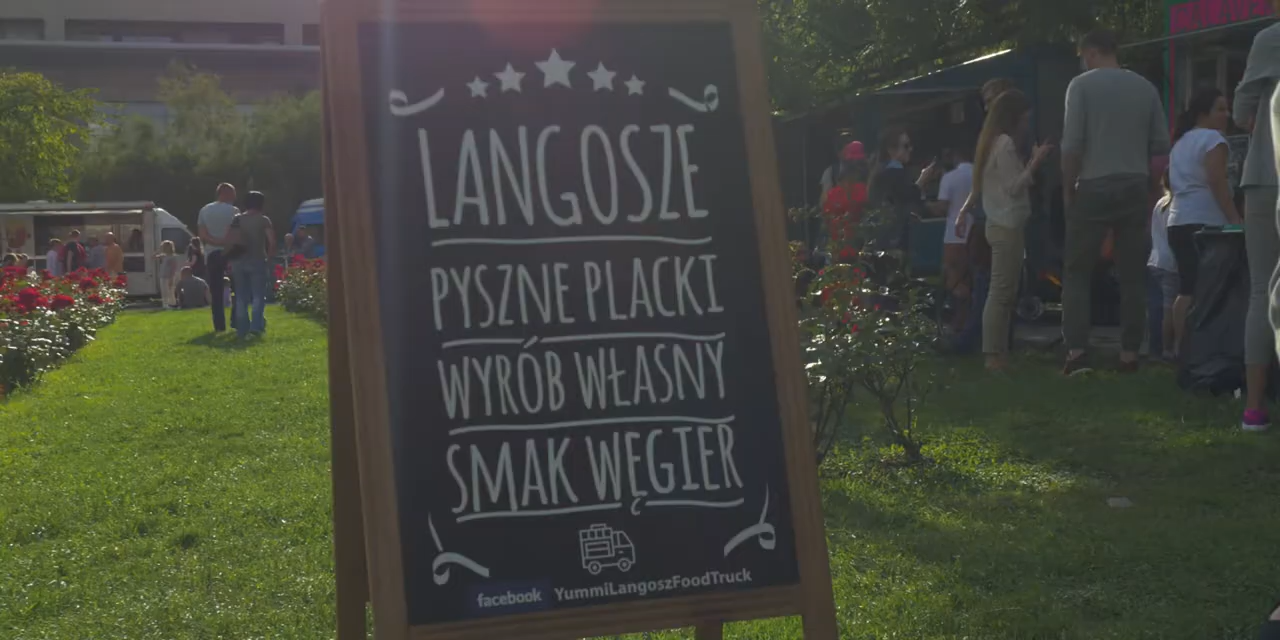 LANGOSZE
PYSZNE PLACKI
WYRÓB WŁASNY
SMAK WĘGIER
facebook YummiLangoszFoodTruck